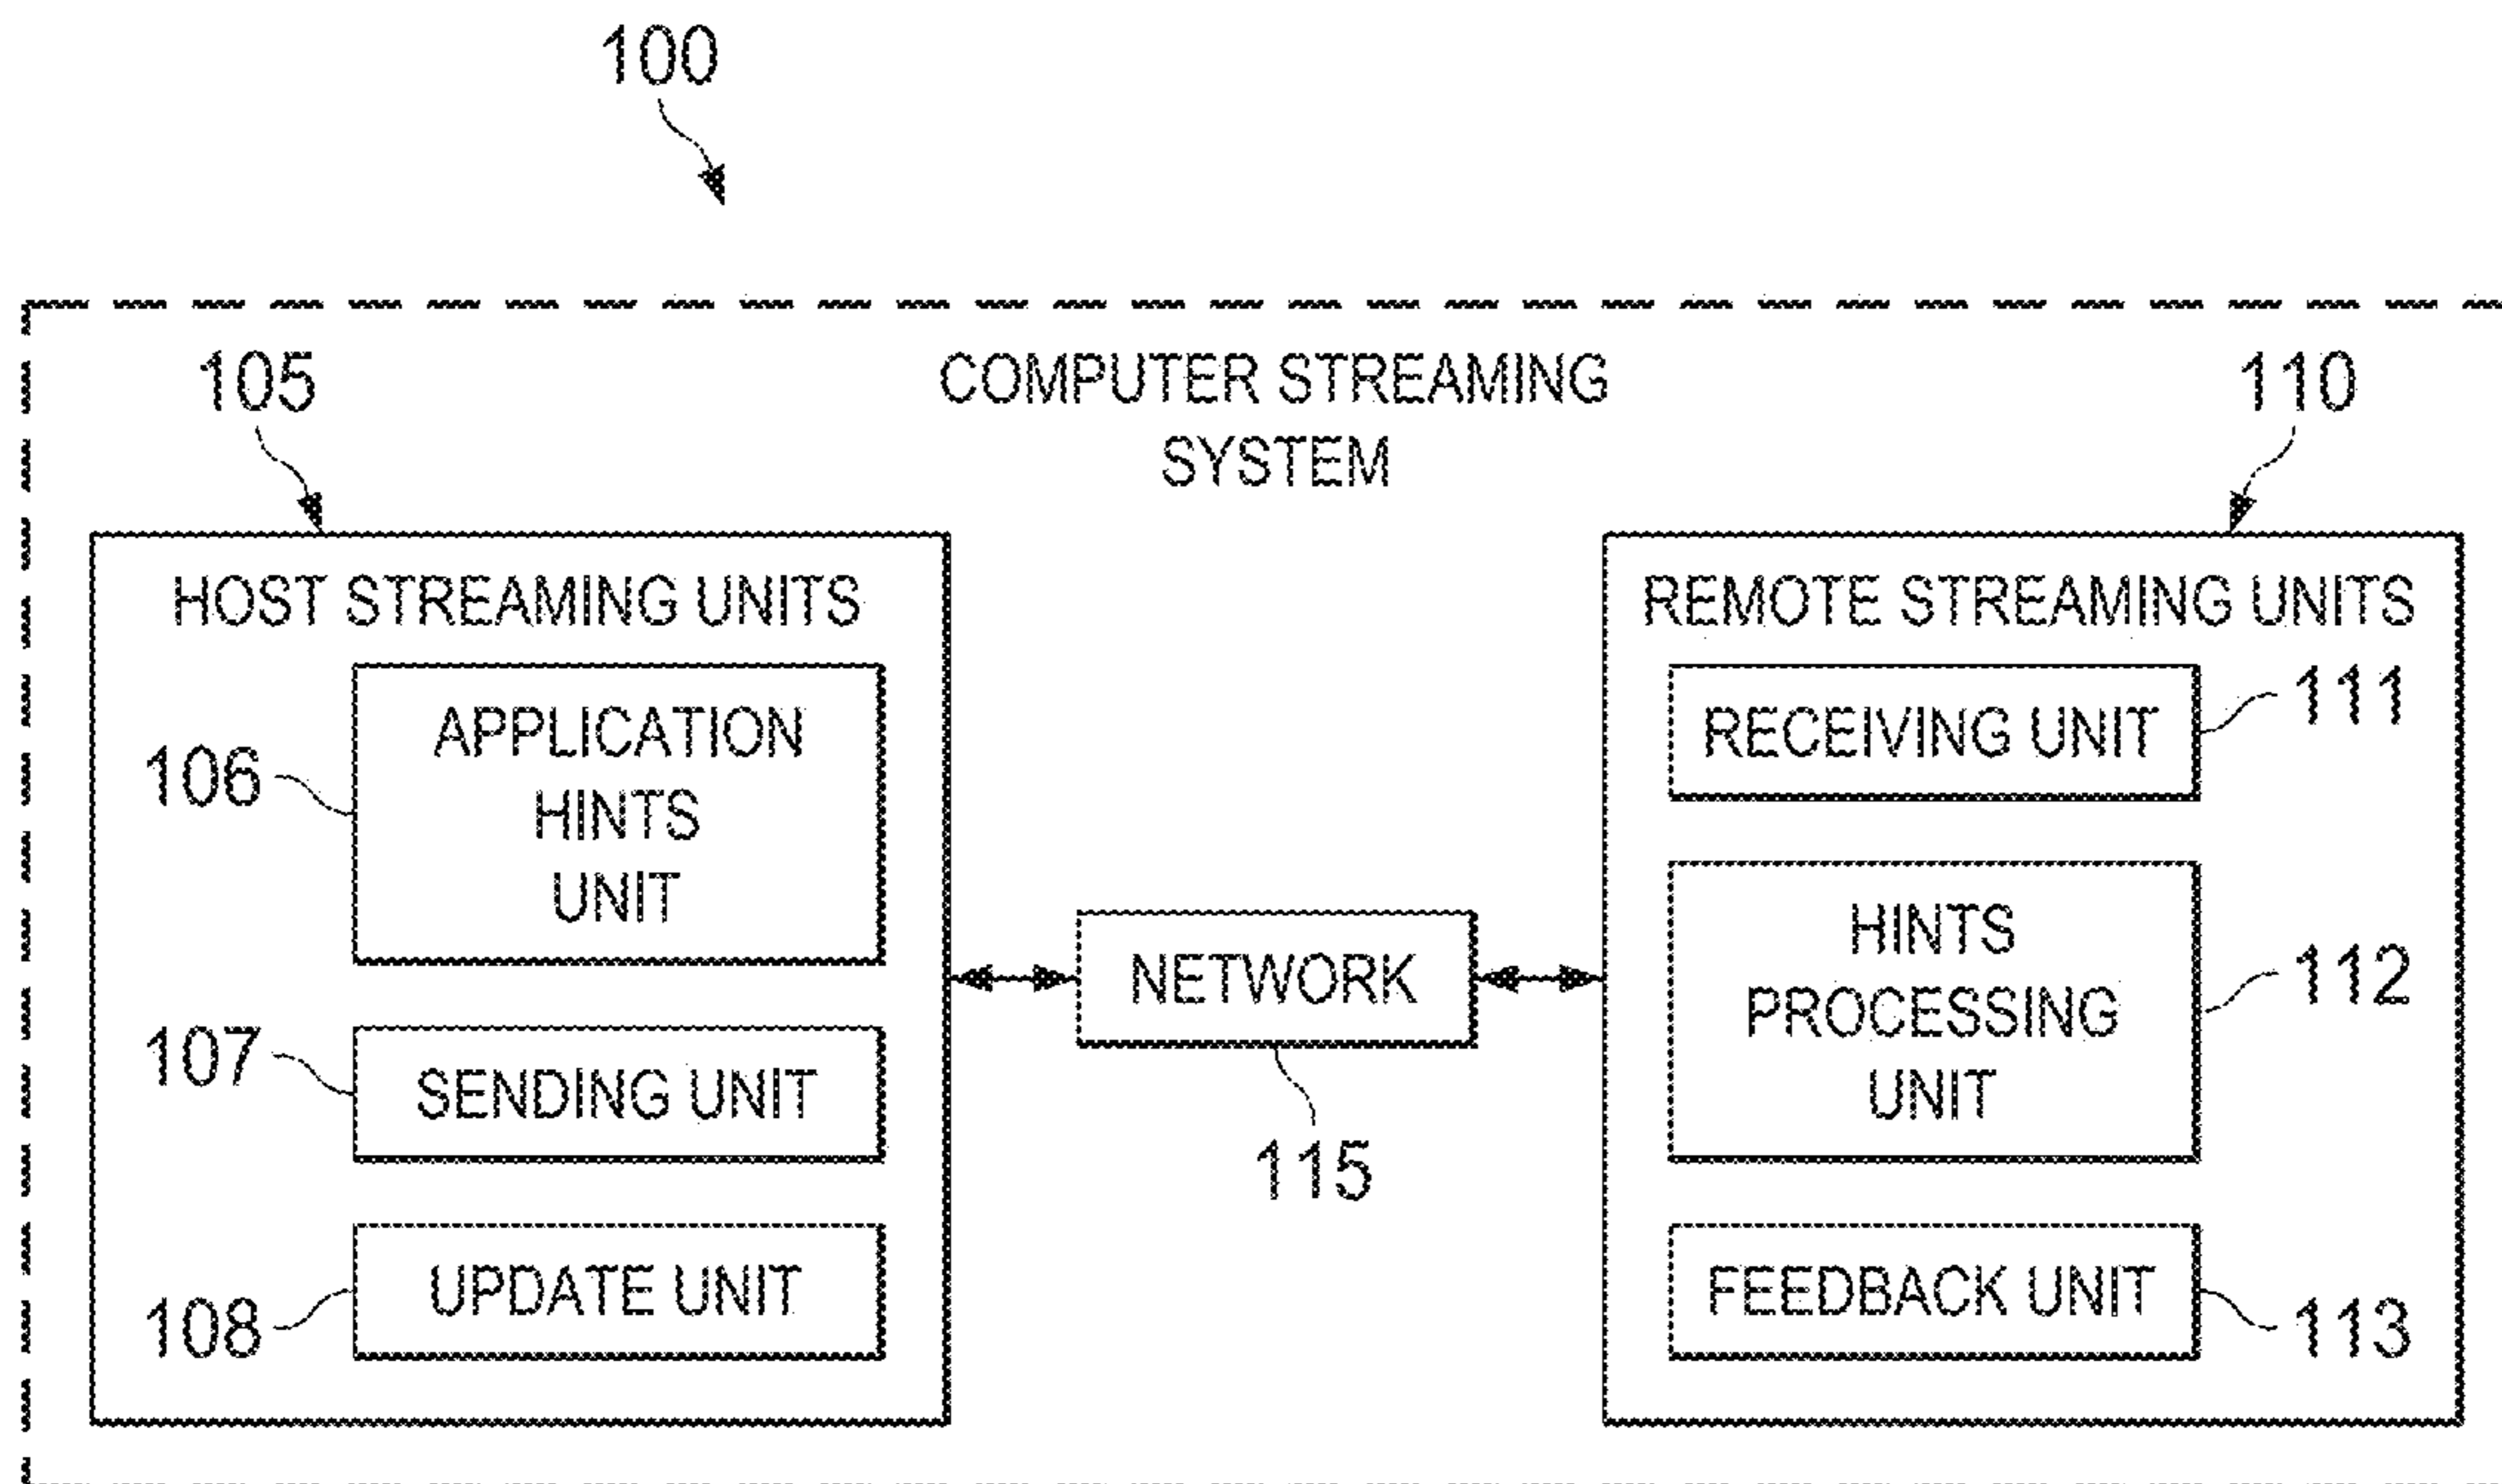 100
COMPUTER STREAMING
SYSTEM
105
110
HOST STREAMING UNITS
106
APPLICATION
HINTS
UNIT
107
SENDING UNIT
108
UPDATE UNIT
NETWORK
115
REMOTE STREAMING UNITS
RECEIVING UNIT
111
HINTS
PROCESSING
UNIT
112
FEEDBACK UNIT
113